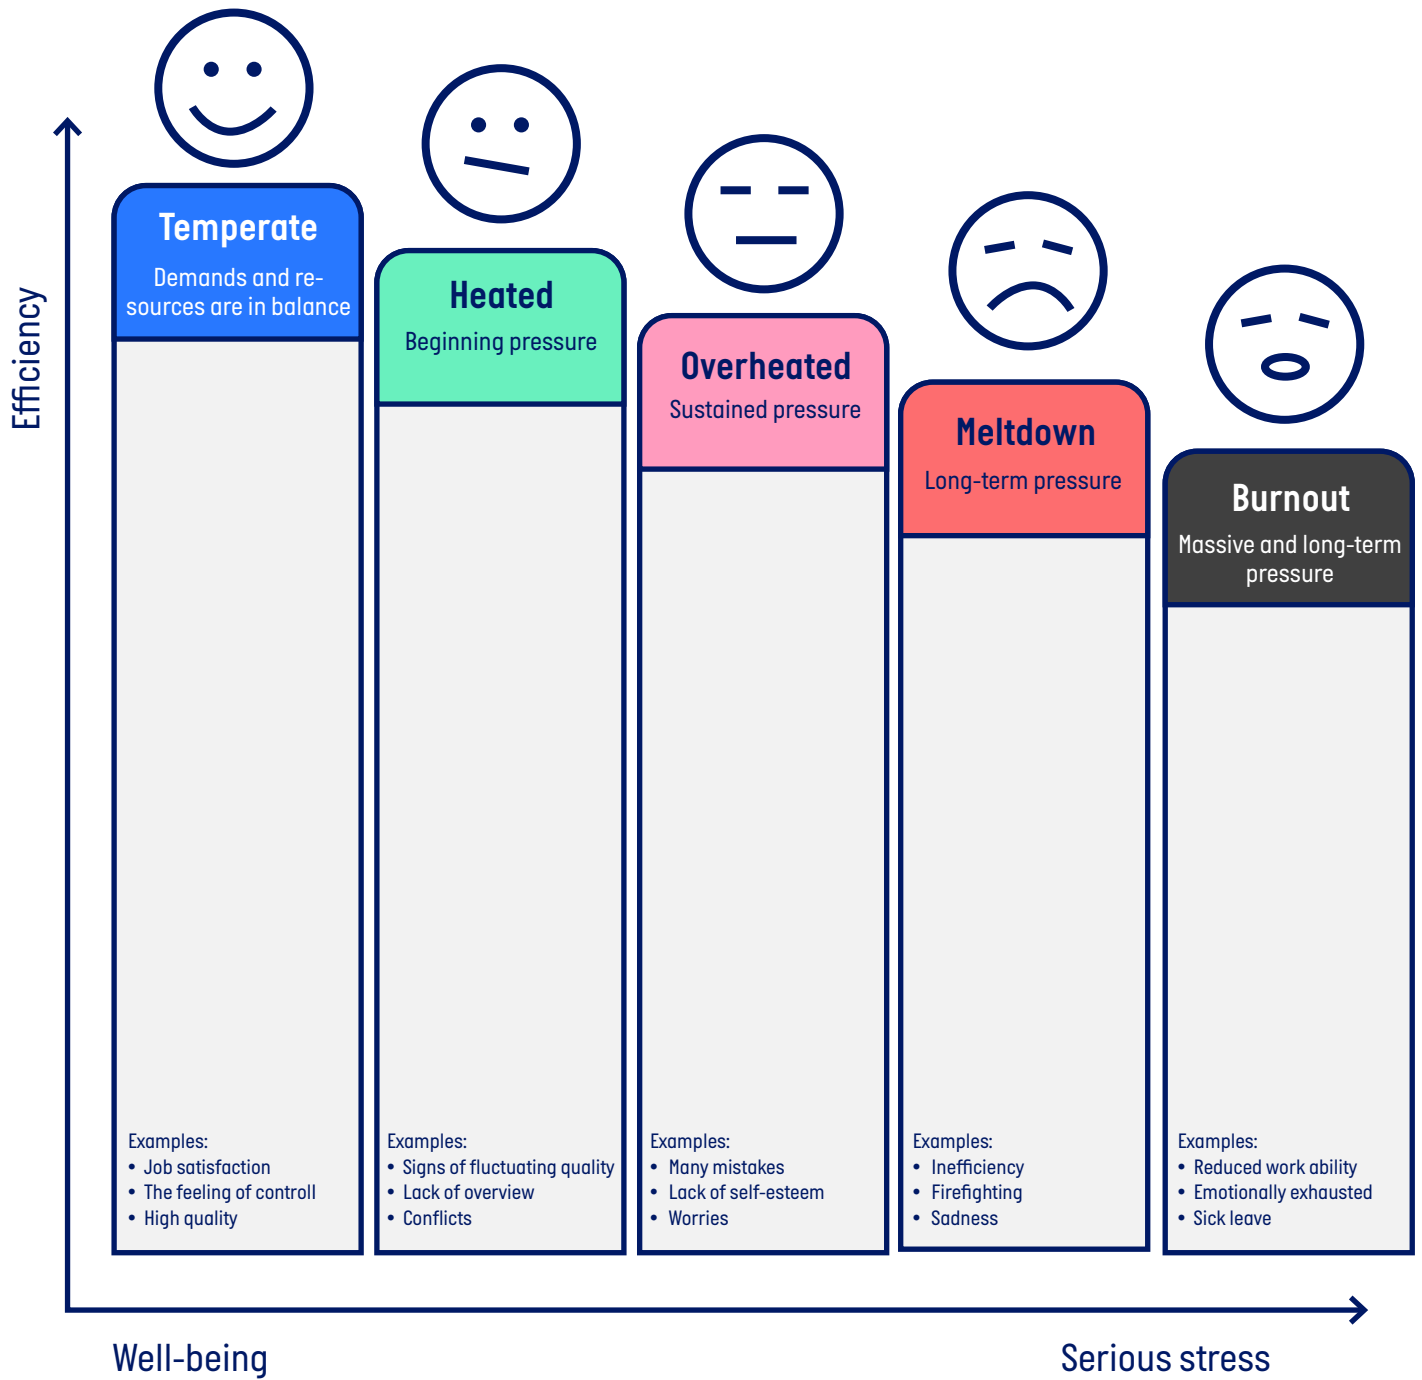 Efficiency
Temperate
Demands and re-
sources are in balance
Examples:
• Job satisfaction
• The feeling of controll
• High quality
Heated
Beginning pressure
Examples:
• Signs of fluctuating quality
• Lack of overview
• Conflicts
Overheated
Sustained pressure
Examples:
• Many mistakes
• Lack of self-esteem
• Worries
Meltdown
Long-term pressure
Examples:
• Inefficiency
• Firefighting
• Sadness
Burnout
Massive and long-term
pressure
Examples:
• Reduced work ability
• Emotionally exhausted
• Sick leave
Well-being
Serious stress